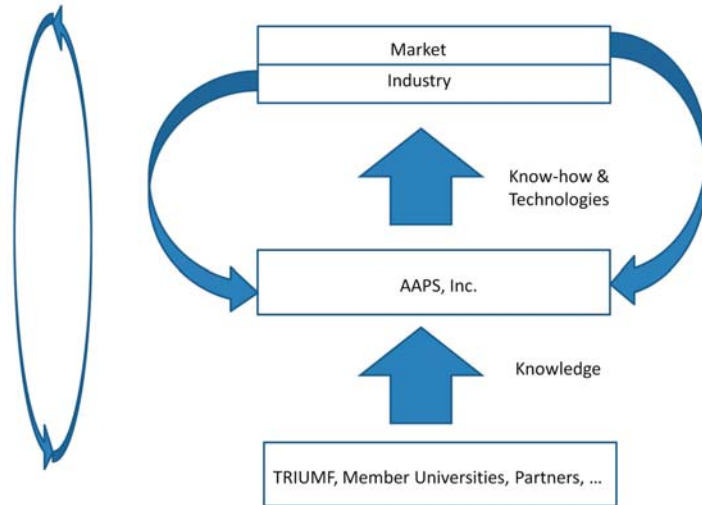 Market
Industry
Know-how &
Technologies
AAPS, Inc.
Knowledge
TRIUMF, Member Universities, Partners, ...